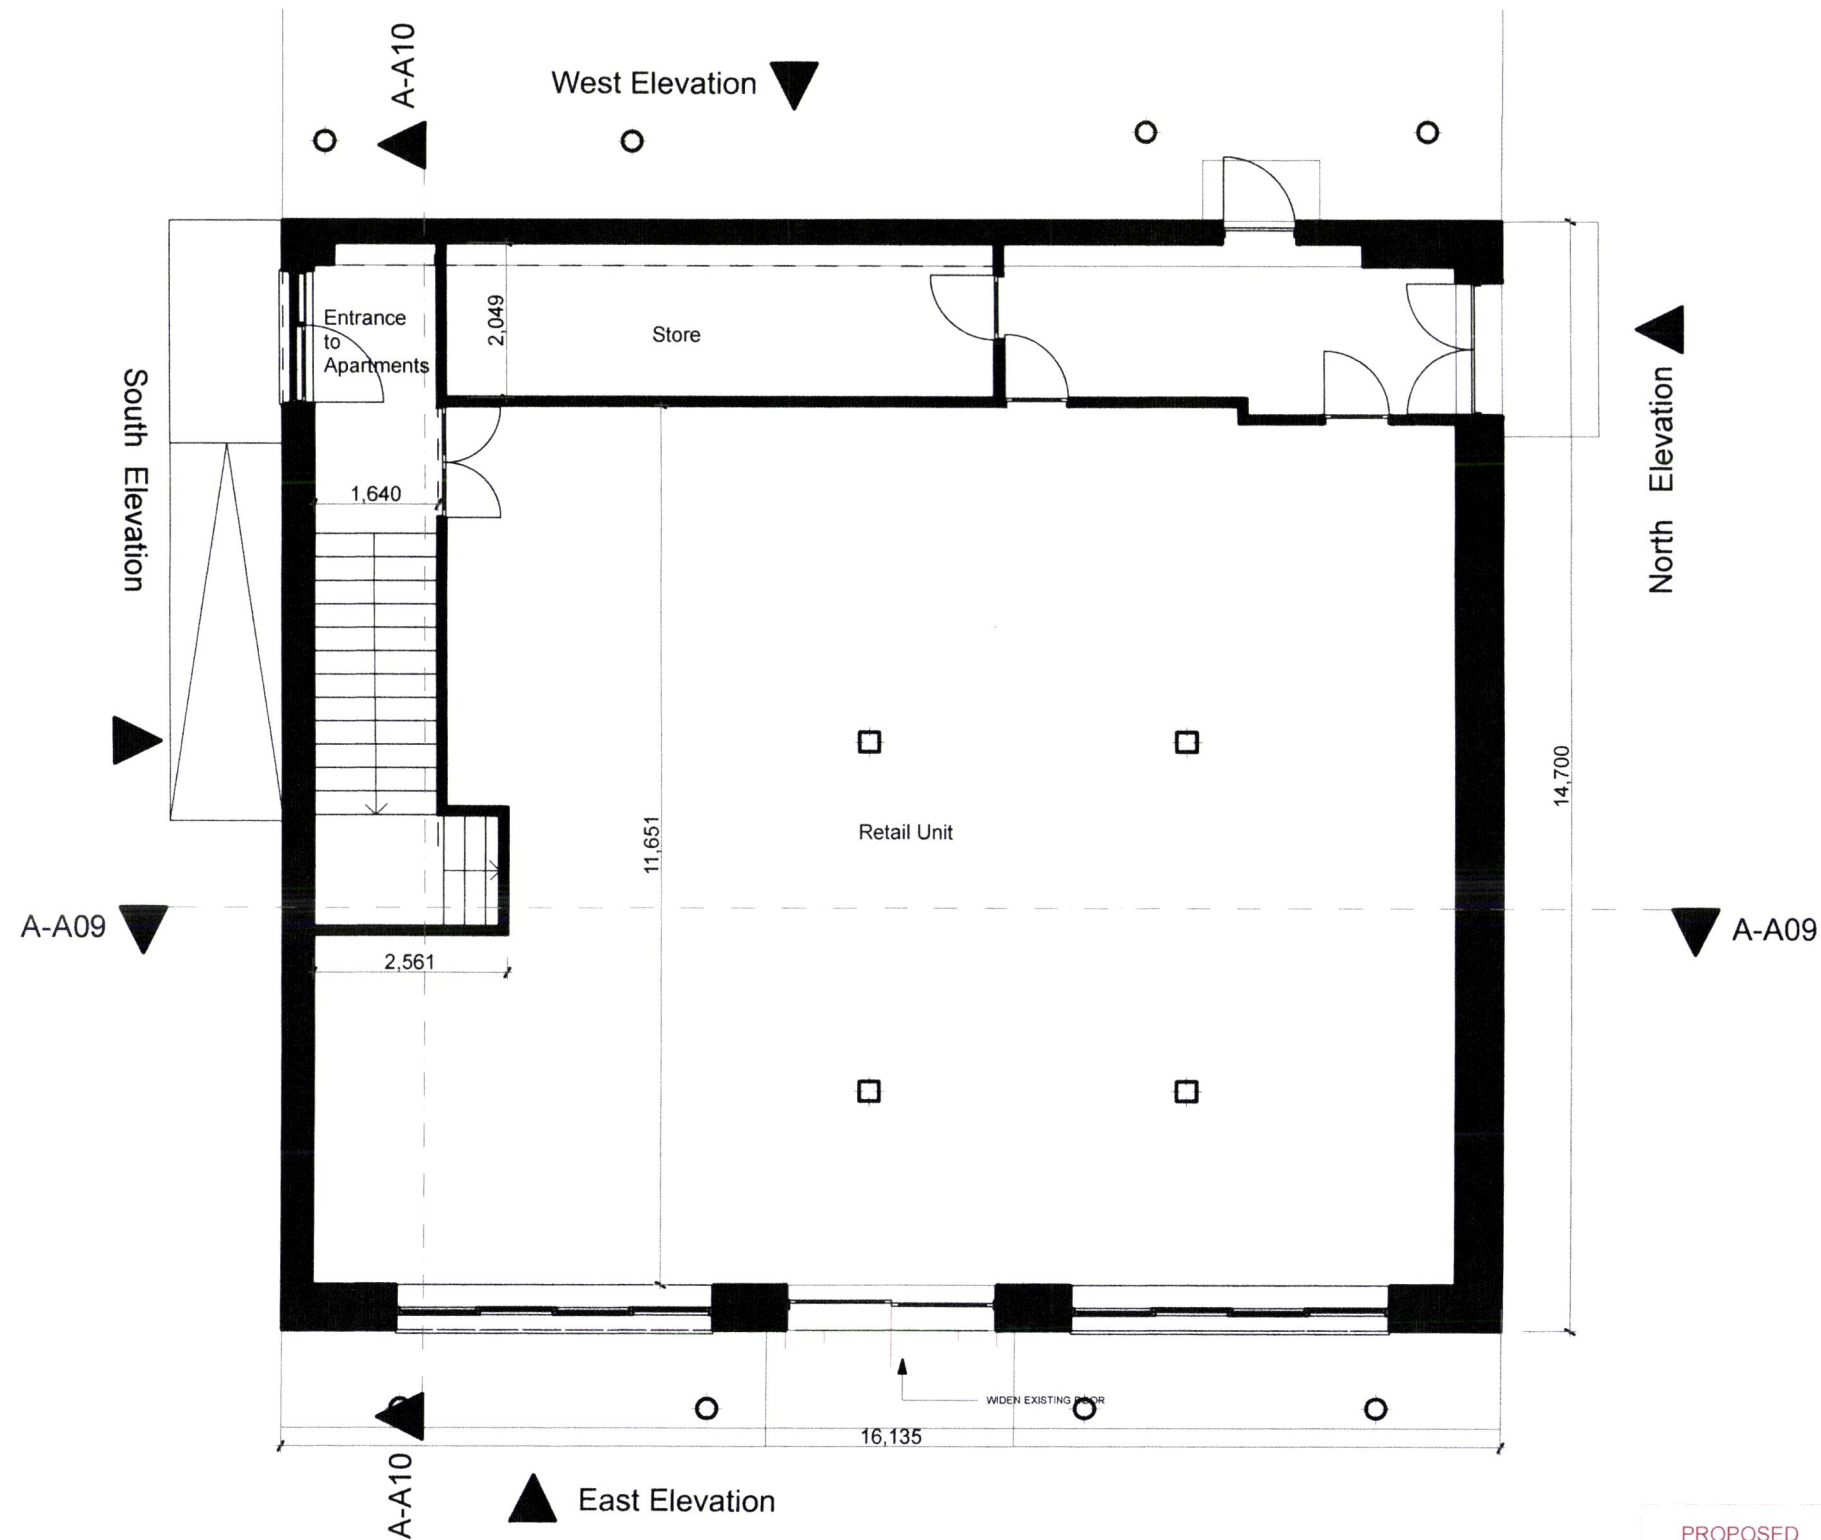 A-A10
West Elevation
Entrance
to
Apartments
2,049
Store
South Elevation
North Elevation
1,640
14,700
11,651
Retail Unit
A-A09
A-A09
2,561
WIDEN EXISTING DOOR
16,135
A-A10
East Elevation
PROPOSED